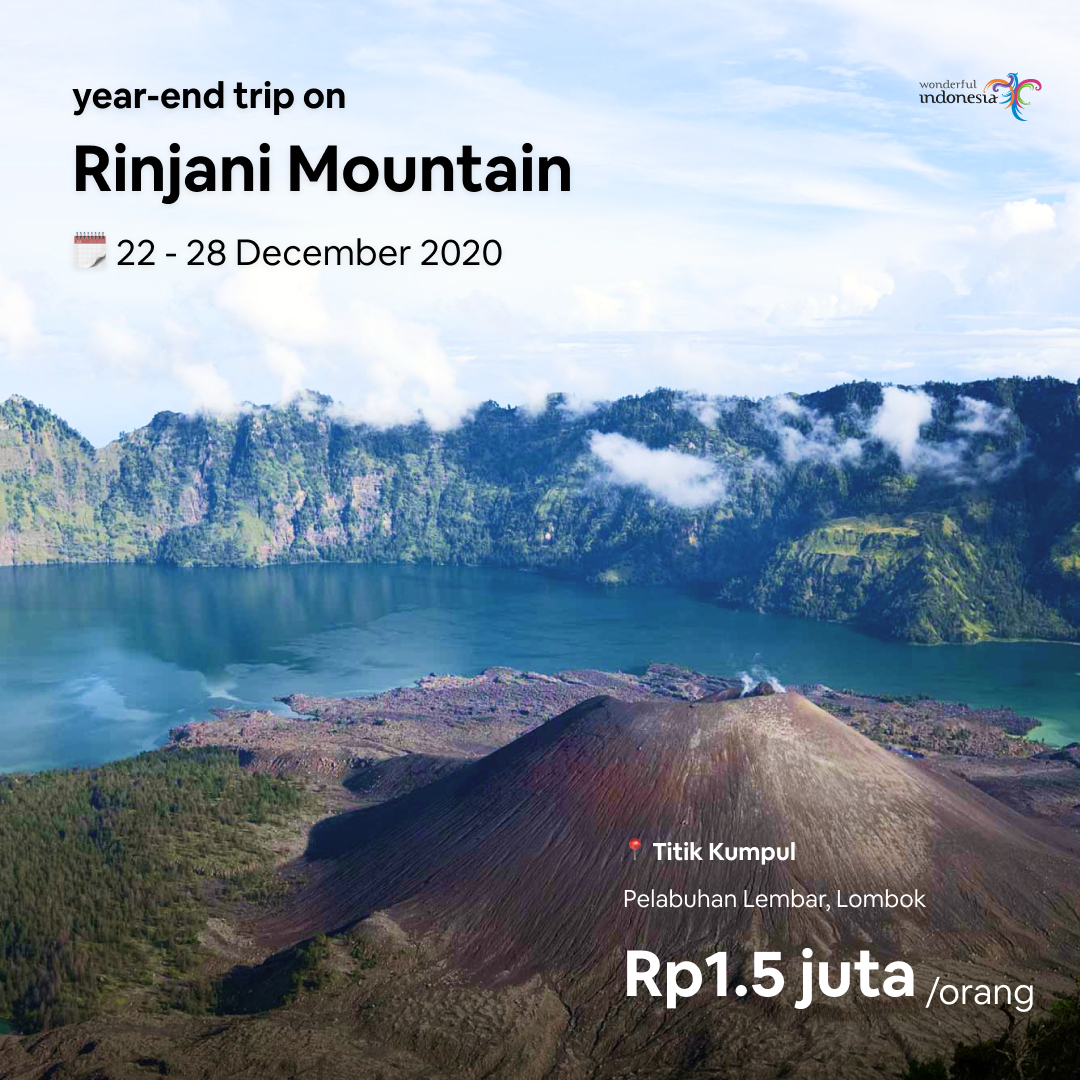 year-end trip on
wonderful
indonesia
Rinjani Mountain
22 - 28 December 2020
Titik Kumpul
Pelabuhan Lembar, Lombok
Rp1.5 juta /orang